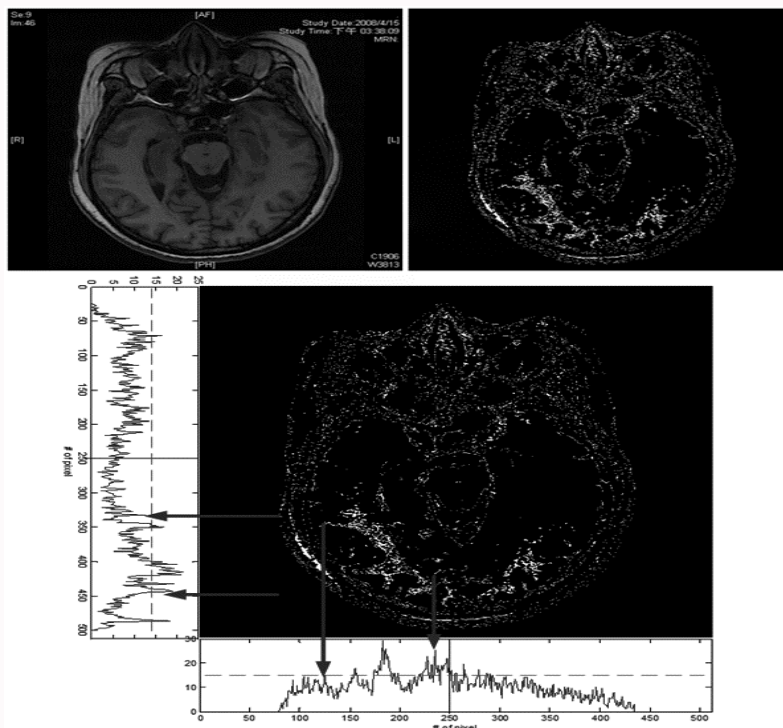 Se:9
Im:46
[AF]
Study Date:2008/4/15
Study Time:下午 03:38:09
MRN:
[R]
[L]
[PH]
C1906
W3813
0 5 10 15 20 25
0
50
100
150
200
250
300
350
400
450
500
# of pixel
30
20
10
0
0 50 100 150 200 250 300 350 400 450 500
# of pixel